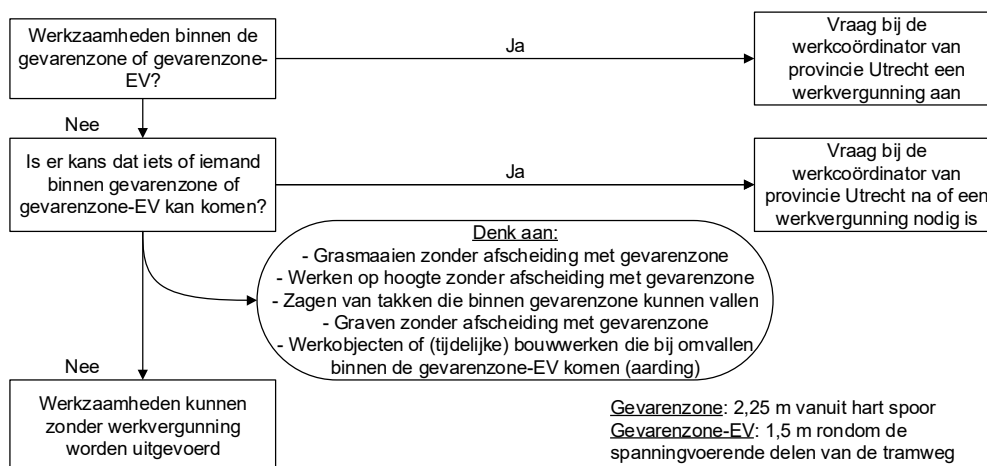 Werkzaamheden binnen de
gevarenzone of gevarenzone-
EV?
Ja
Vraag bij de
werkcoördinator van
provincie Utrecht een
werkvergunning aan
Nee
Is er kans dat iets of iemand
binnen gevarenzone of
gevarenzone-EV kan komen?
Ja
Vraag bij de
werkcoördinator van
provincie Utrecht na of een
werkvergunning nodig is
Denk aan:
- Grasmaaien zonder afscheiding met gevarenzone
- Werken op hoogte zonder afscheiding met gevarenzone
- Zagen van takken die binnen gevarenzone kunnen vallen
- Graven zonder afscheiding met gevarenzone
- Werkobjecten of (tijdelijke) bouwwerken die bij omvallen
binnen de gevarenzone-EV komen (aarding)
Nee
Werkzaamheden kunnen
zonder werkvergunning
worden uitgevoerd
Gevarenzone: 2,25 m vanuit hart spoor
Gevarenzone-EV: 1,5 m rondom de
spanningvoerende delen van de tramweg